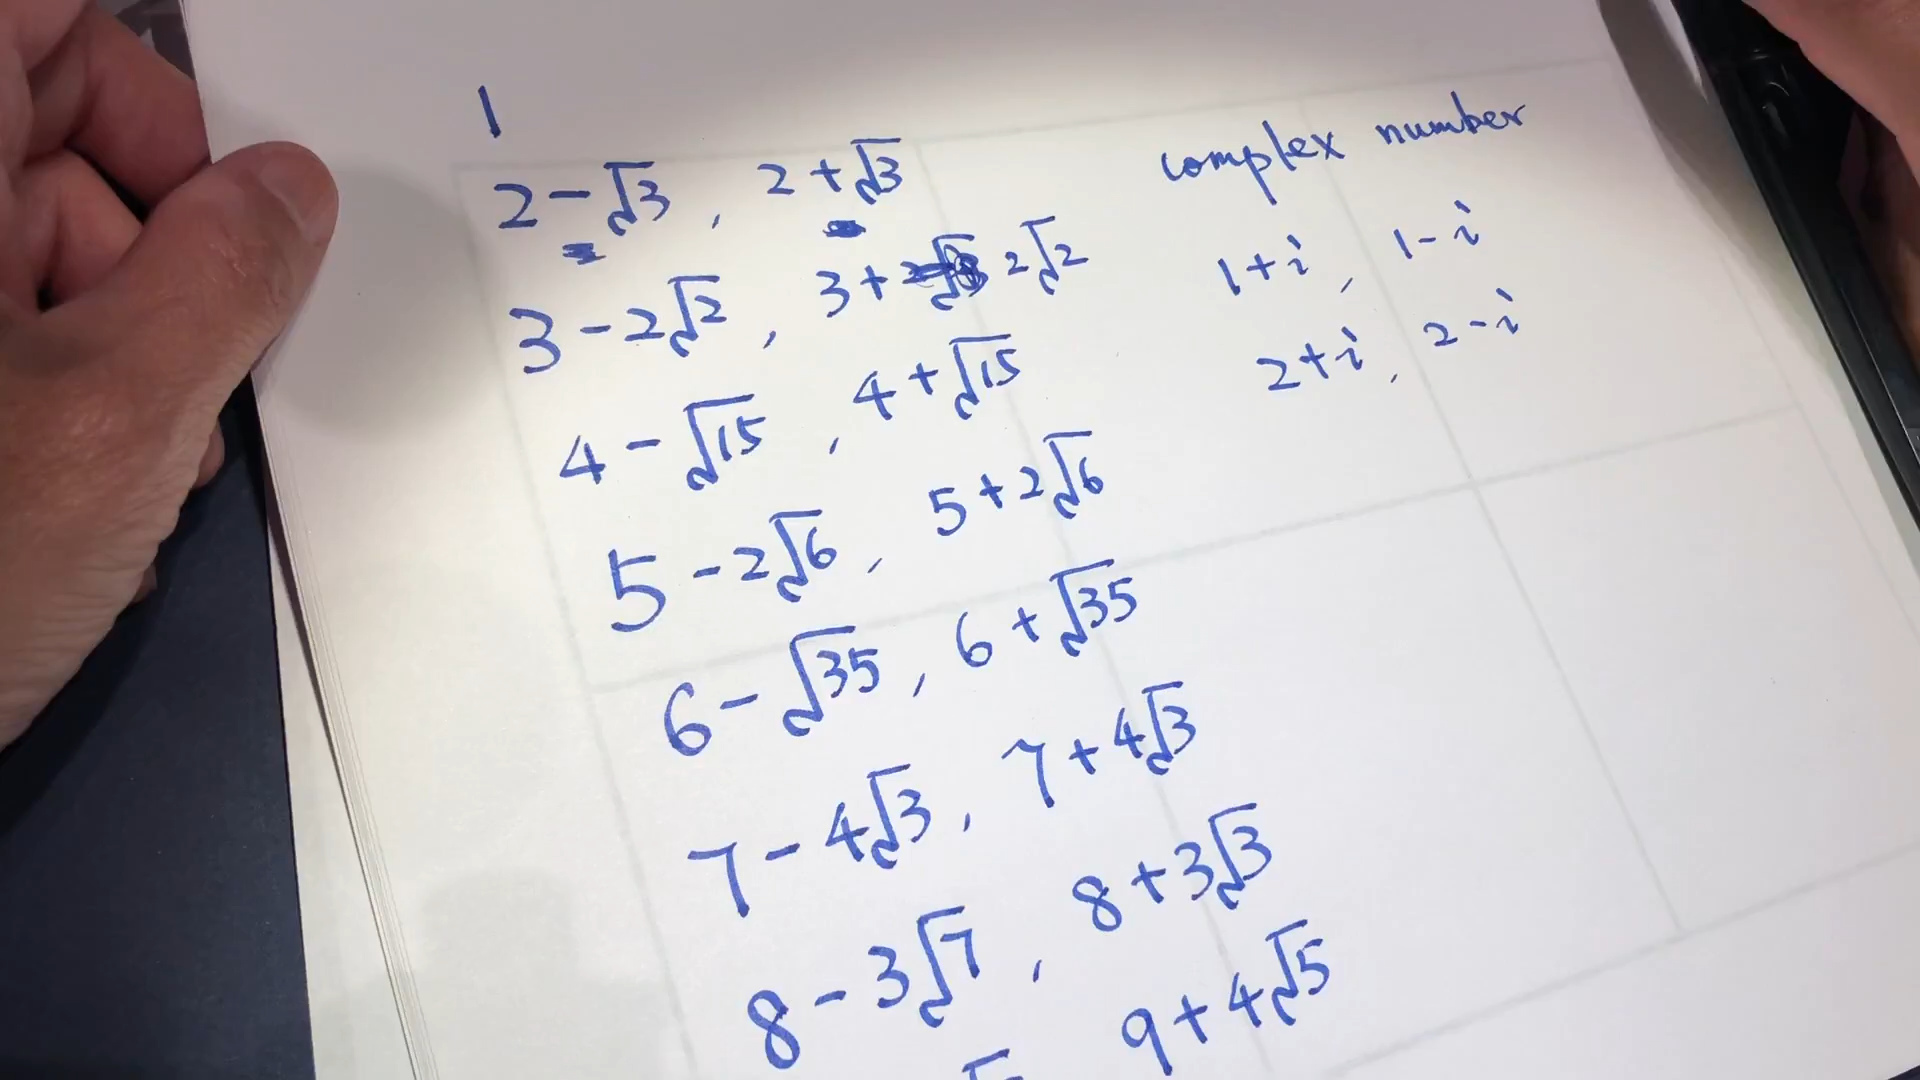 1
2 - √3 , 2 + √3
3 - 2√2 , 3 + 2√2
4 - √15 , 4 + √15
5 - 2√6 , 5 + 2√6
6 - √35 , 6 + √35
7 - 4√3 , 7 + 4√3
8 - 3√7 , 8 + 3√3
9 + 4√5
complex number
1 + i , 1 - i
2 + i , 2 - i